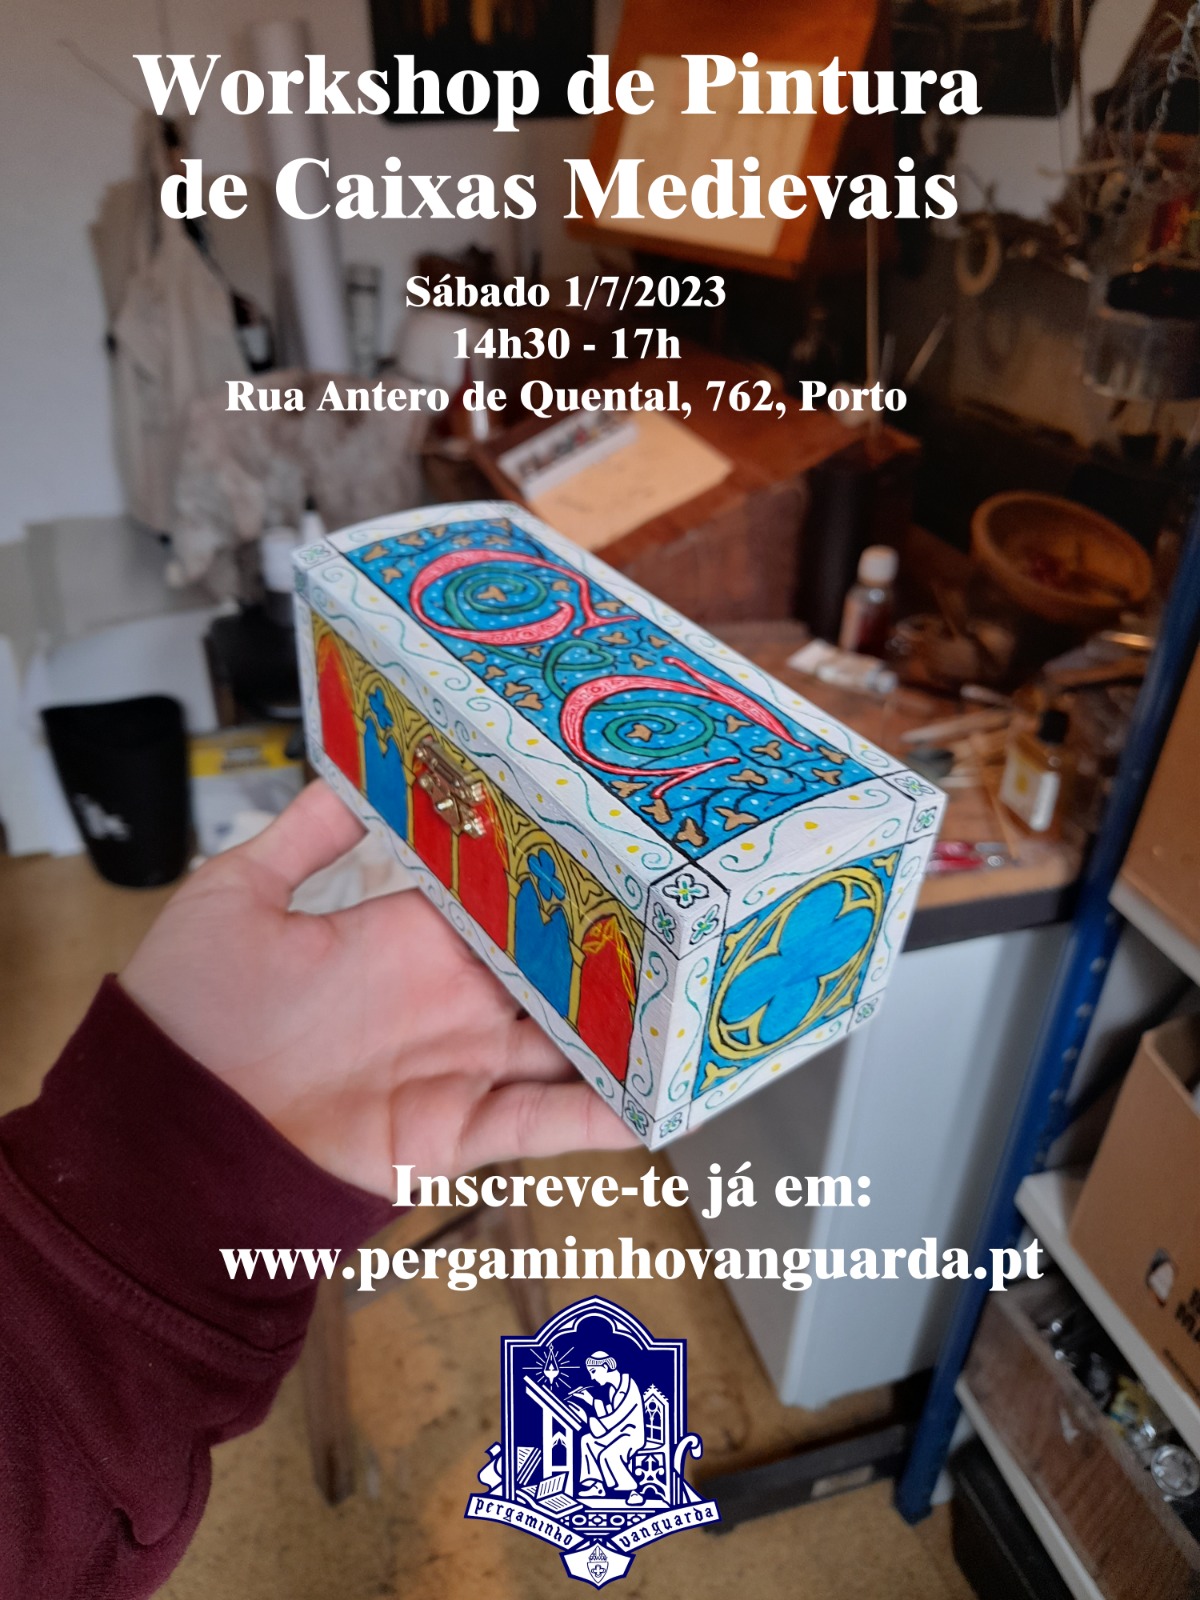 Workshop de Pintura
de Caixas Medievais
Sábado 1/7/2023
14h30 - 17h
Rua Antero de Quental, 762, Porto
Inscreve-te já em:
www.pergaminhovanguarda.pt
pergaminho vanguarda